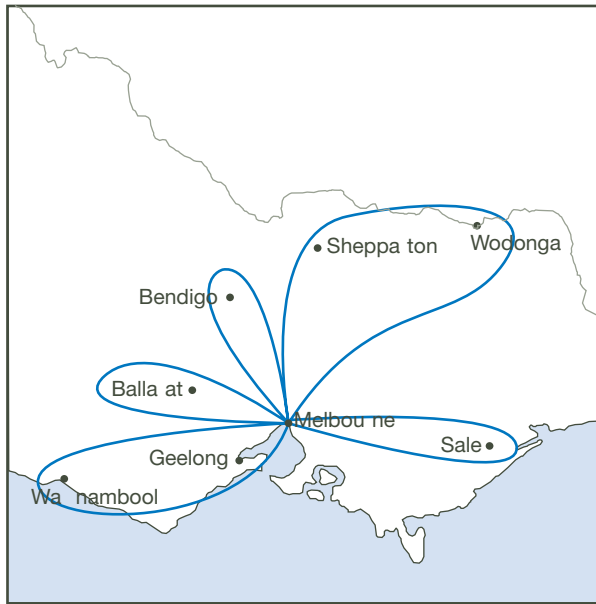 Wodonga
Sheppa ton
Bendigo
Balla at
Melbou ne
Sale
Geelong
Wa nambool